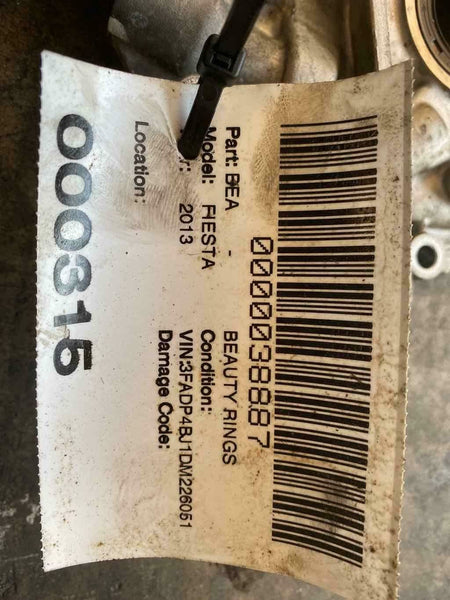 0000038887
Part: BEA - BEAUTY RINGS
Model: FIESTA Condition:
2013 VIN:3FADP4BJ1DM226051
Damage Code:
Location:
000315